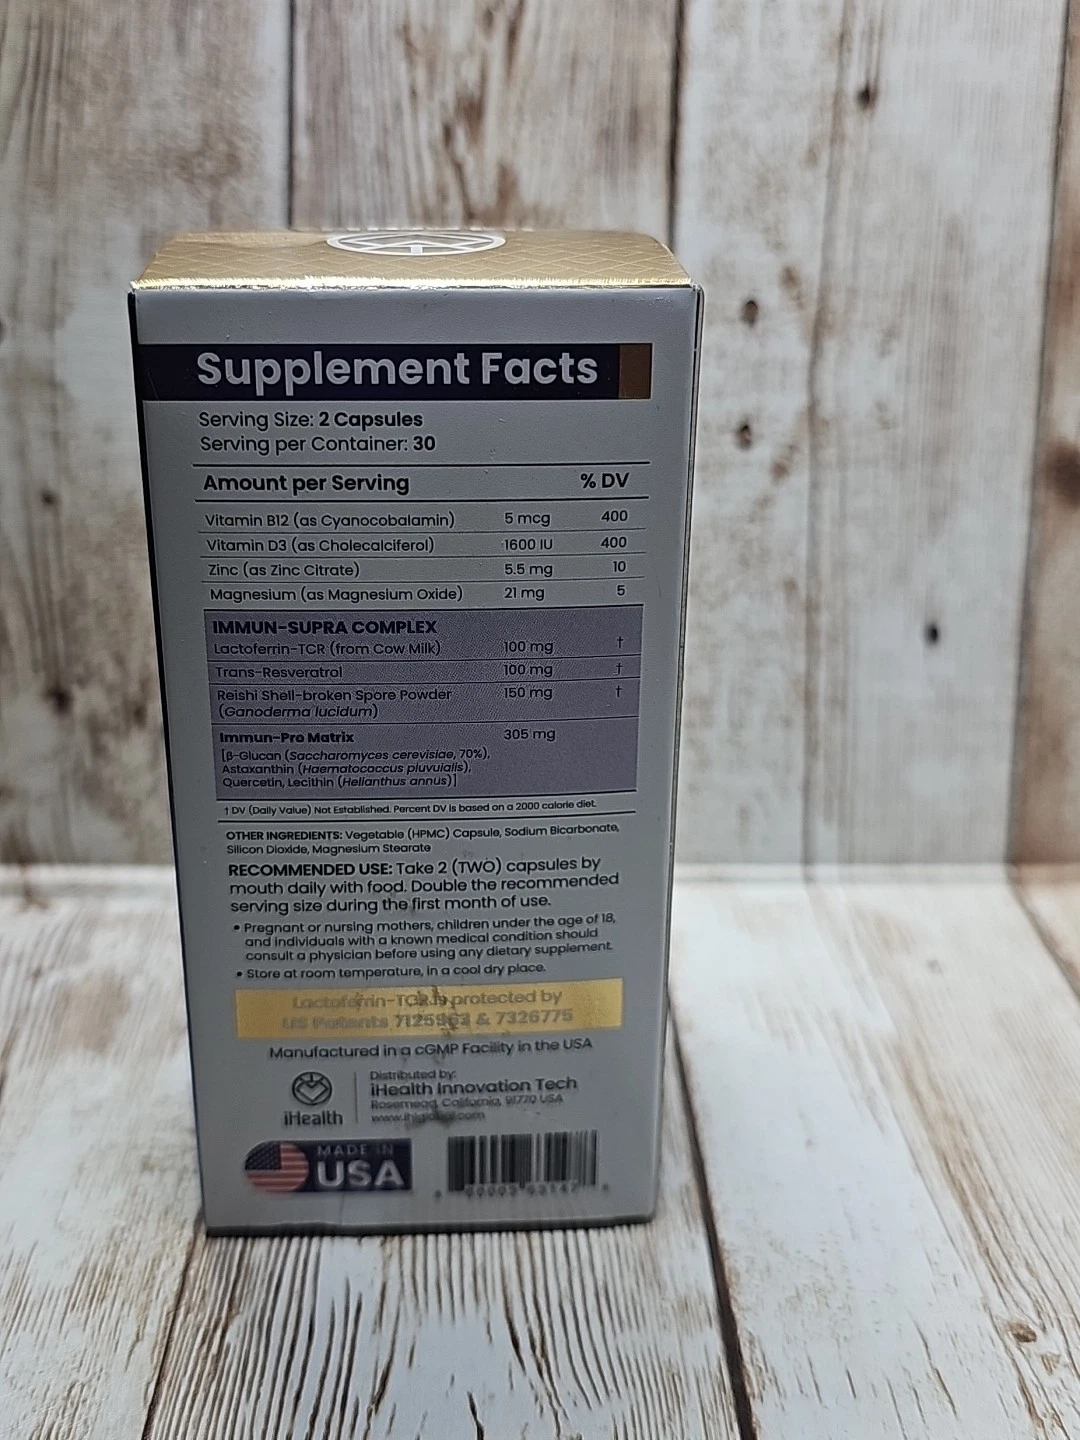 Supplement Facts
Serving Size: 2 Capsules
Serving per Container: 30
Amount per Serving % DV
Vitamin B12 (as Cyanocobalamin) 5 mcg 400
Vitamin D3 (as Cholecalciferol) 1600 IU 400
Zinc (as Zinc Citrate) 5.5 mg 10
Magnesium (as Magnesium Oxide) 21 mg 5
IMMUN-SUPRA COMPLEX
Lactoferrin-TCR (from Cow Milk) 100 mg †
Trans-Resveratrol 100 mg †
Reishi Shell-broken Spore Powder 150 mg †
(Ganoderma lucidum)
Immun-Pro Matrix 305 mg
[β-Glucan (Saccharomyces cerevisiae, 70%),
Astaxanthin (Haematococcus pluvuialis),
Quercetin, Lecithin (Helianthus annus)]
† DV (Daily Value) Not Established. Percent DV is based on a 2000 calorie diet.
OTHER INGREDIENTS: Vegetable (HPMC) Capsule, Sodium Bicarbonate,
Silicon Dioxide, Magnesium Stearate
RECOMMENDED USE: Take 2 (TWO) capsules by
mouth daily with food. Double the recommended
serving size during the first month of use.
• Pregnant or nursing mothers, children under the age of 18,
and individuals with a known medical condition should
consult a physician before using any dietary supplement.
• Store at room temperature, in a cool dry place.
Lactoferrin-TCR is protected by
US Patents & 7326775
Manufactured in a cGMP Facility in the USA
Distributed by:
iHealth Innovation Tech
Rosemead, California, 91770 USA
iHealth
MADE IN
USA